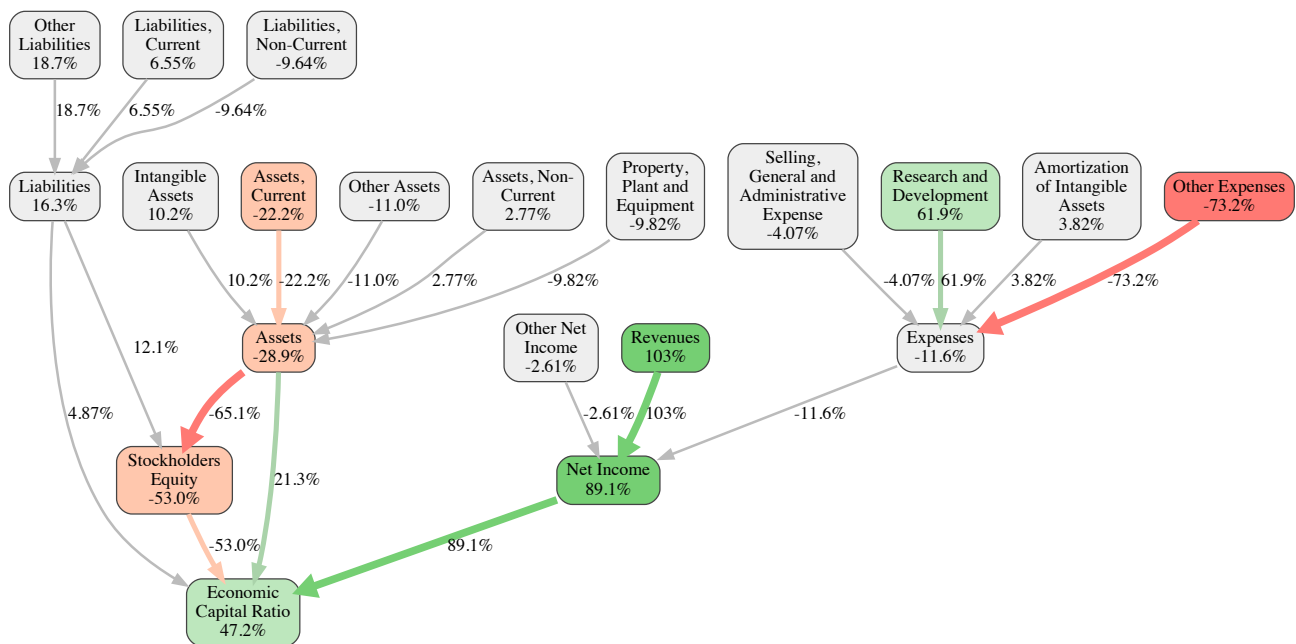 Other
Liabilities
18.7%
Liabilities,
Current
6.55%
Liabilities,
Non-Current
-9.64%
18.7%
6.55%
-9.64%
Liabilities
16.3%
Intangible
Assets
10.2%
Assets,
Current
-22.2%
Other Assets
-11.0%
Assets, Non-
Current
2.77%
Property,
Plant and
Equipment
-9.82%
Selling,
General and
Administrative
Expense
-4.07%
Research and
Development
61.9%
Amortization
of Intangible
Assets
3.82%
Other Expenses
-73.2%
10.2%
-22.2%
-11.0%
2.77%
-9.82%
-4.07%
61.9%
3.82%
-73.2%
Assets
-28.9%
Other Net
Income
-2.61%
Revenues
103%
Expenses
-11.6%
12.1%
4.87%
-65.1%
-2.61%
103%
-11.6%
Stockholders
Equity
-53.0%
21.3%
Net Income
89.1%
-53.0%
89.1%
Economic
Capital Ratio
47.2%